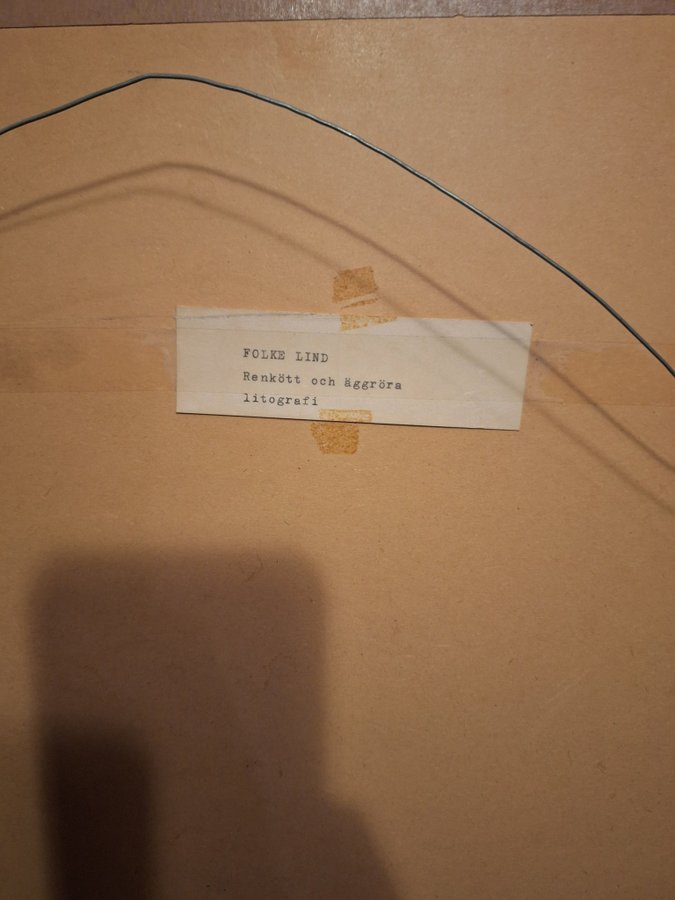 FOLKE LIND
Renkött och äggröra
litografi